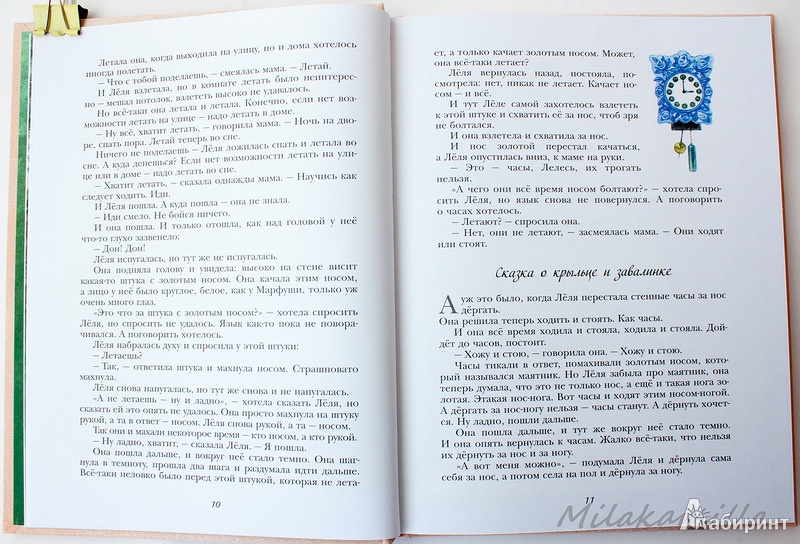 Летала она, когда выходила на улицу, но и дома хотелось
иногда полетать.
— Что с тобой поделаешь, — смеялась мама. — Летай.
И Лёля взлетала, но в комнате летать было неинтерес-
но — мешал потолок, взлететь высоко не удавалось.
Но всё-таки она летала и летала. Конечно, если нет воз-
можности летать на улице — надо летать в доме.
— Ну всё, хватит летать, — говорила мама. — Ночь на дво-
ре, спать пора. Летай теперь во сне.
Ничего не поделаешь — Лёля ложилась спать и летала во
сне. А куда денешься? Если нет возможности летать на ули-
це или в доме — надо летать во сне.
— Хватит летать, — сказала однажды мама. — Научись как
следует ходить. Иди.
И Лёля пошла. А куда пошла — она не знала.
— Иди смело. Не бойся ничего.
И она пошла. И только отошла, как над головой у неё
что-то глухо зазвенело:
— Дон! Дон!
Лёля испугалась, но тут же не испугалась.
Она подняла голову и увидела: высоко на стене висит
какая-то штука с золотым носом. Она качала этим носом,
а лицо у неё было круглое, белое, как у Марфуши, только уж
очень много глаз.
«Это что за штука с золотым носом?» — хотела спросить
Лёля, но спросить не удалось. Язык как-то пока не повора-
чивался. А поговорить хотелось.
Лёля набралась духу и спросила у этой штуки:
— Летаешь?
— Так, — ответила штука и махнула носом. Страшновато
махнула.
Лёля снова напугалась, но тут же снова и не напугалась.
«А не летаешь — ну и ладно», — хотела сказать Лёля, но
сказать ей это опять не удалось. Она просто махнула на штуку
рукой, а та в ответ — носом. Лёля снова рукой, а та — носом.
Так они и махали некоторое время — кто носом, а кто рукой.
— Ну ладно, хватит, — сказала Лёля. — Я пошла.
Она пошла дальше, и вокруг неё стало темно. Она шаг-
нула в темноту, прошла два шага и раздумала идти дальше.
Всё-таки неловко было перед этой штукой, которая не лета-
10
ет, а только качает золотым носом. Может,
она всё-таки летает?
Лёля вернулась назад, постояла, по-
смотрела: нет, никак не летает. Качает но-
сом — и всё.
И тут Лёле самой захотелось взлететь
к этой штуке и схватить её за нос, чтоб зря
не болтался.
И она взлетела и схватила за нос.
И нос золотой перестал качаться,
а Лёля опустилась вниз, к маме на руки.
— Это — часы, Лелесь, их трогать
нельзя.
«А чего они всё время носом болтают?» — хотела спро-
сить Лёля, но язык снова не повернулся. А поговорить
о часах хотелось.
— Летают? — спросила она.
— Нет, они не летают, — засмеялась мамма. — Они ходят
или стоят.
Сказка о крыльце и завалинке
А уж это было, когда Лёля перестала стенные часы за нос
дёргать.
Она решила теперь ходить и стоять. Как часы.
И она всё время ходила и стояла, ходила и стояла. Дой-
дёт до часов, постоит.
— Хожу и стою, — говорила она. — Хожу и стою.
Часы тикали в ответ, помахивали золотым носом, кото-
рый назывался маятник. Но Лёля забыла про маятник, она
теперь думала, что это не только нос, а ещё и такая нога зо-
лотая. Этакая нос-нога. Вот часы и ходят этим носом-ногой.
А дёргать за нос-ногу нельзя — часы станут. А дёрнуть хочет-
ся. Ну ладно, пошли дальше.
Она пошла дальше, и тут же вокруг неё стало темно.
И она опять вернулась к часам. Жалко всё-таки, что нельзя
их дёрнуть за нос и за ногу.
«А вот меня можно», — подумала Лёля и дёрнула сама
себя за нос, а потом села на пол и дёрнула за ногу.
11
Milakamilla
Лабиринт